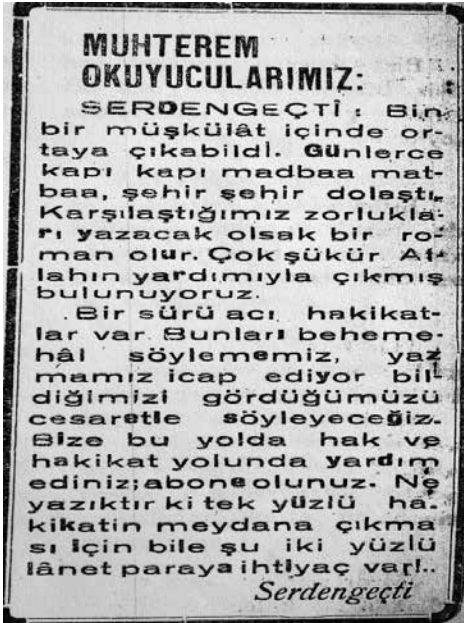 MUHTEREM
OKUYUCULARIMIZ:
SERDENGEÇTİ : Bin
bir müşkülât içinde or-
taya çıkabildi. Günlerce
kapı kapı madbaa mat-
baa, şehir şehir dolaştı.
Karşılaştığımız zorlukla-
rı yazacak olsak bir ro-
man olur. Çok şükür Al-
lahın yardımıyla çıkmış
bulunuyoruz.
Bir sürü acı hakikat-
lar var. Bunları beheme-
hâl söylememiz, yaz
mamız icap ediyor bil-
diğimizi gördüğümüzü
cesaretle söyleyeceğiz.
Bize bu yolda hak ve
hakikat yolunda yardım
ediniz; abone olunuz. Ne
yazıktır ki tek yüzlü ha-
kikatin meydana çıkma
sı için bile şu iki yüzlü
lânet paraya ihtiyaç var!..
Serdengeçti